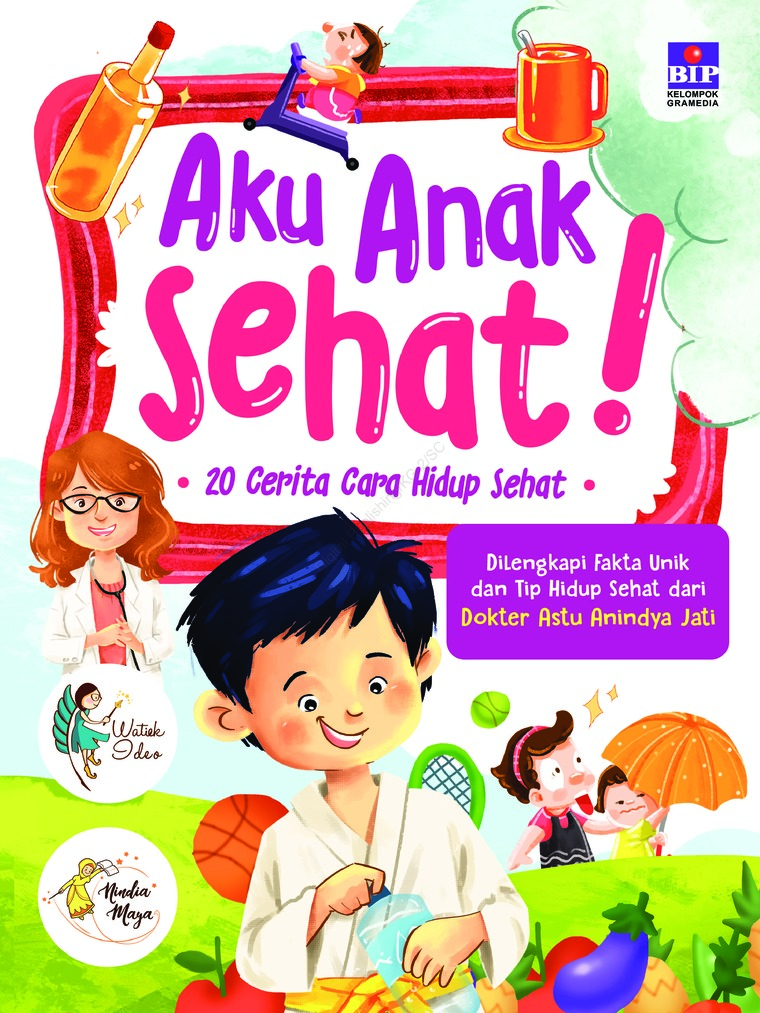 BIP
KELOMPOK
GRAMEDIA
Aku Anak
Sehat!
• 20 Cerita Cara Hidup Sehat •
DiLengkapi Fakta Unik
dan Tip Hidup Sehat dari
Dokter Astu Anindya Jati
Watiek
Ideo
Nindia
Maya